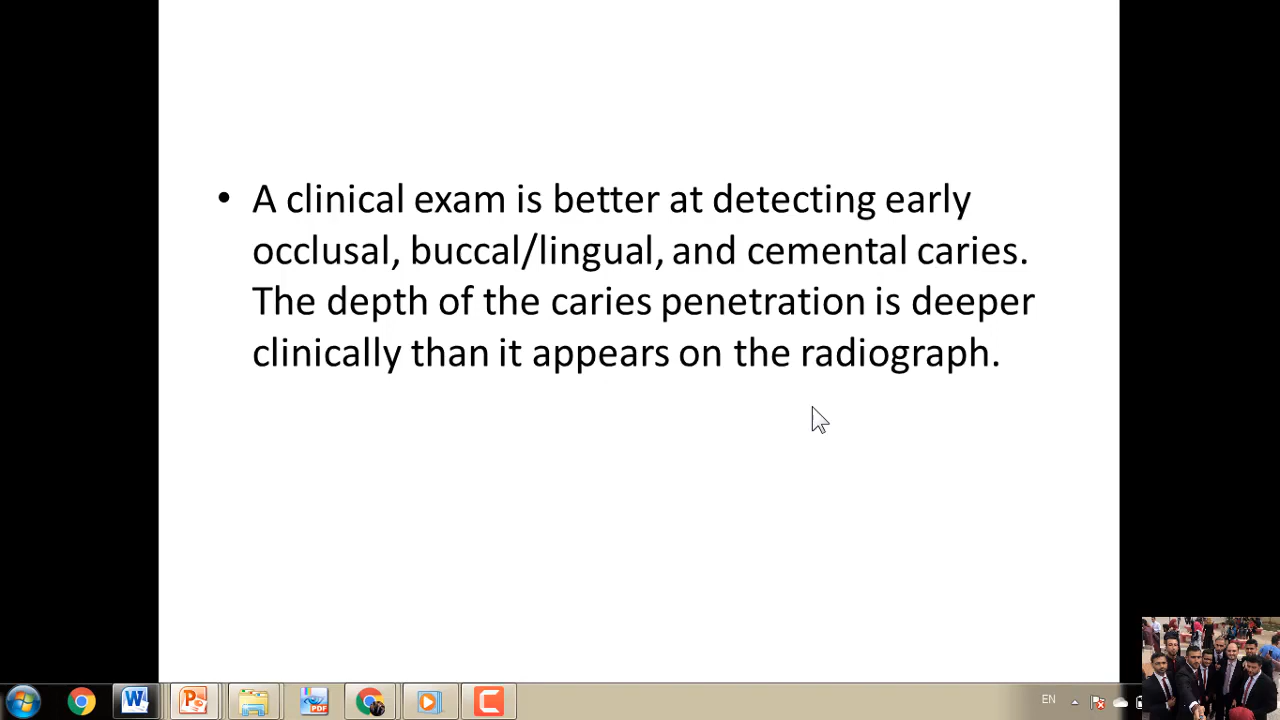 • A clinical exam is better at detecting early
occlusal, buccal/lingual, and cemental caries.
The depth of the caries penetration is deeper
clinically than it appears on the radiograph.
EN